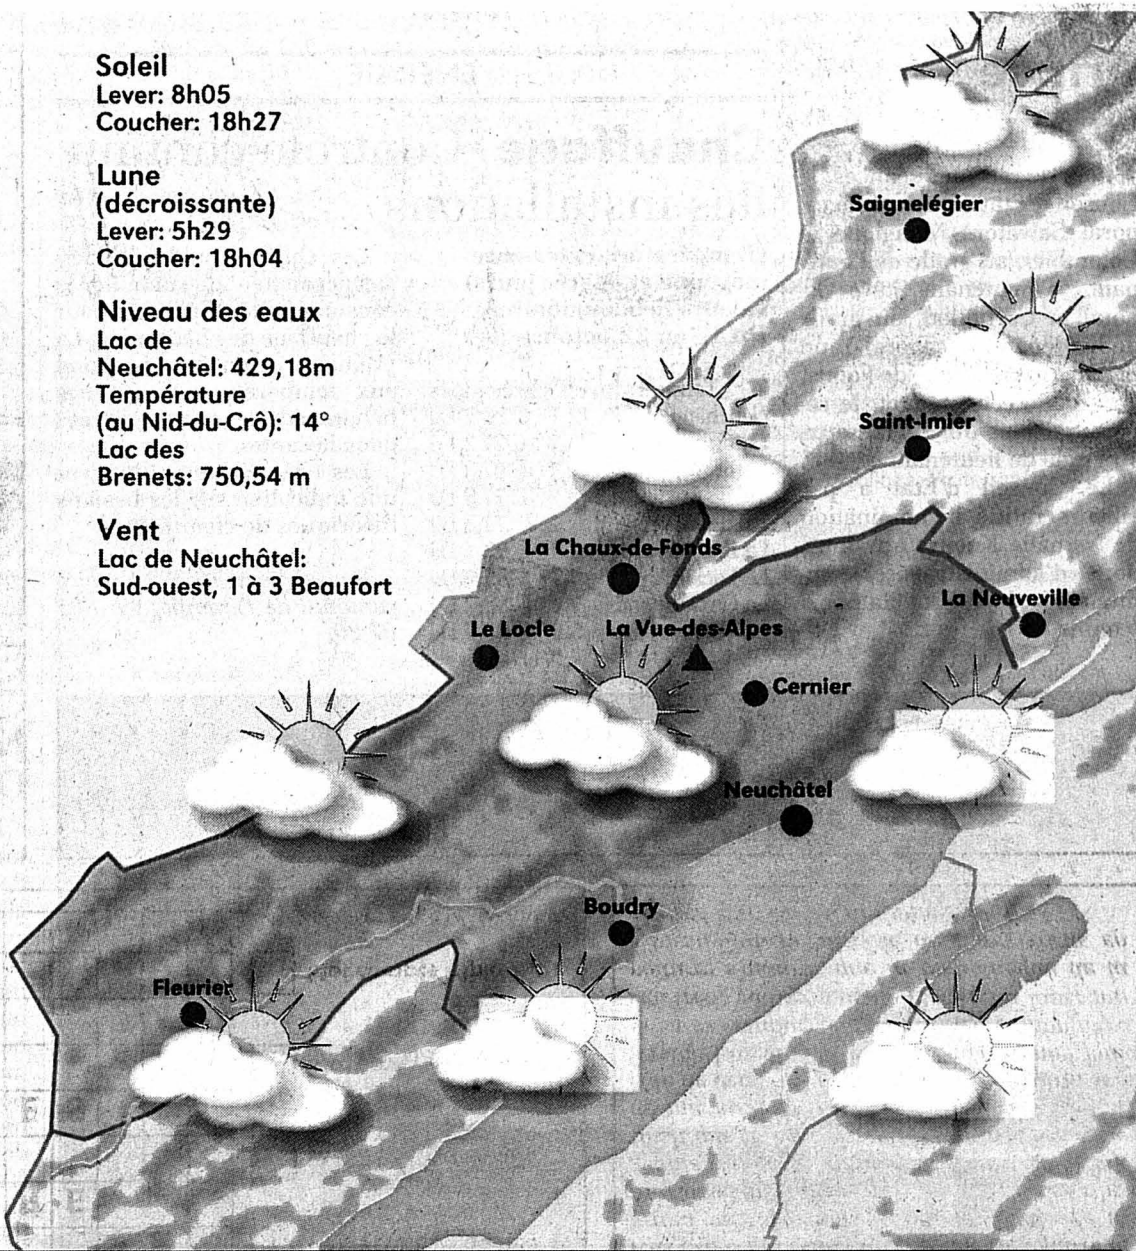 Soleil
Lever: 8h05
Coucher: 18h27
Lune
(décroissante)
Lever: 5h29
Coucher: 18h04
Niveau des eaux
Lac de
Neuchâtel: 429,18m
Température
(au Nid-du-Crô): 14°
Lac des
Brenets: 750,54 m
Vent
Lac de Neuchâtel:
Sud-ouest, 1 à 3 Beaufort
Saignelégier
Saint-Imier
La Chaux-de-Fonds
La Neuveville
Le Locle
La Vue-des-Alpes
Cernier
Neuchâtel
Boudry
Fleurier